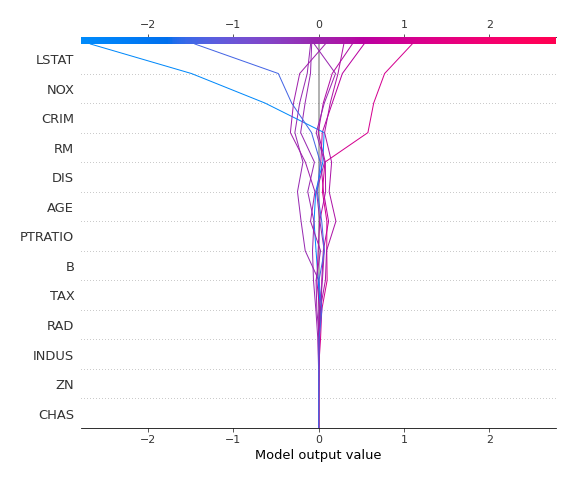 −2 −1 0 1 2
LSTAT
NOX
CRIM
RM
DIS
AGE
PTRATIO
B
TAX
RAD
INDUS
ZN
CHAS
−2 −1 0 1 2
Model output value